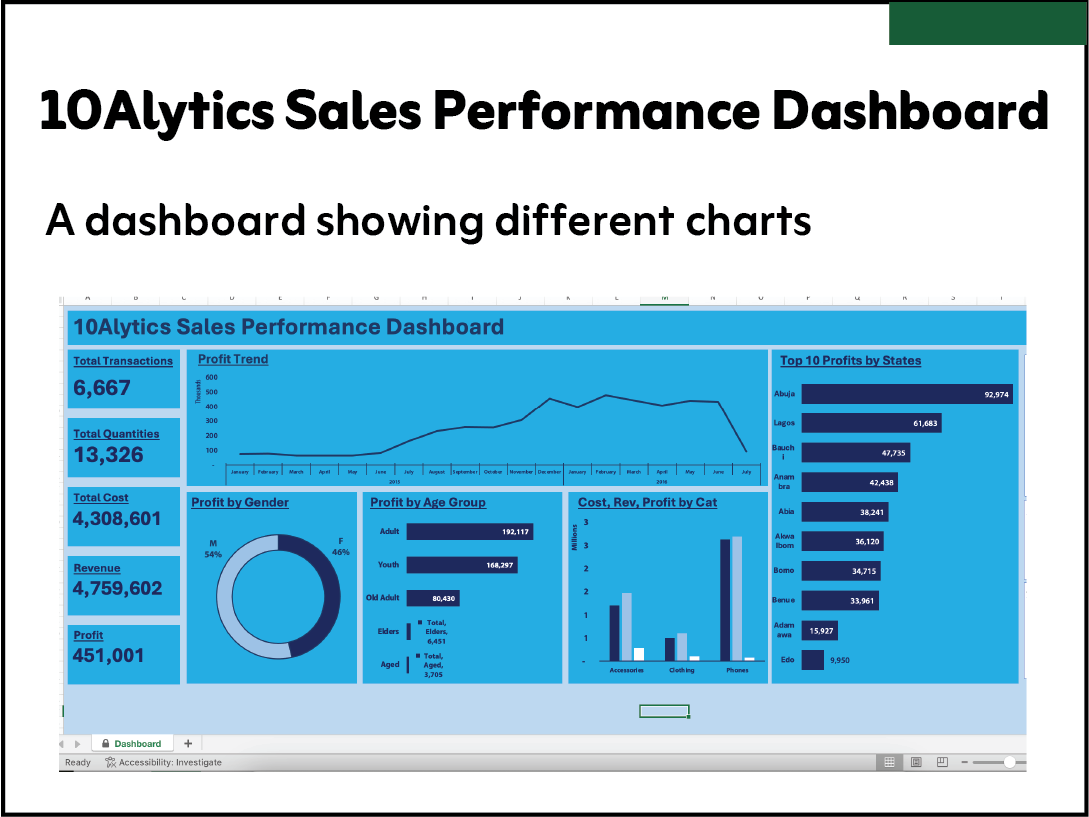 10Alytics Sales Performance Dashboard
A dashboard showing different charts
A B C D E F G H I J K L M N O P Q R S T
10Alytics Sales Performance Dashboard
Total Transactions
6,667
Total Quantities
13,326
Total Cost
4,308,601
Revenue
4,759,602
Profit
451,001
Profit Trend
Thousands
600
500
400
300
200
100
-
January February March April May June July August September October November December January February March April May June July
2015 2016
Profit by Gender
M
54%
F
46%
Profit by Age Group
Adult 192,117
Youth 168,297
Old Adult 80,430
Elders
Total,
Elders,
6,451
Aged
Total,
Aged,
3,705
Cost, Rev, Profit by Cat
Millions
3
3
2
2
1
1
-
Accessories Clothing Phones
Top 10 Profits by States
Abuja 92,974
Lagos 61,683
Bauch
i
47,735
Anam
bra
42,438
Abia 38,241
Akwa
Ibom
36,120
Borno 34,715
Benue 33,961
Adam
awa
15,927
Edo 9,950
Dashboard +
Ready Accessibility: Investigate